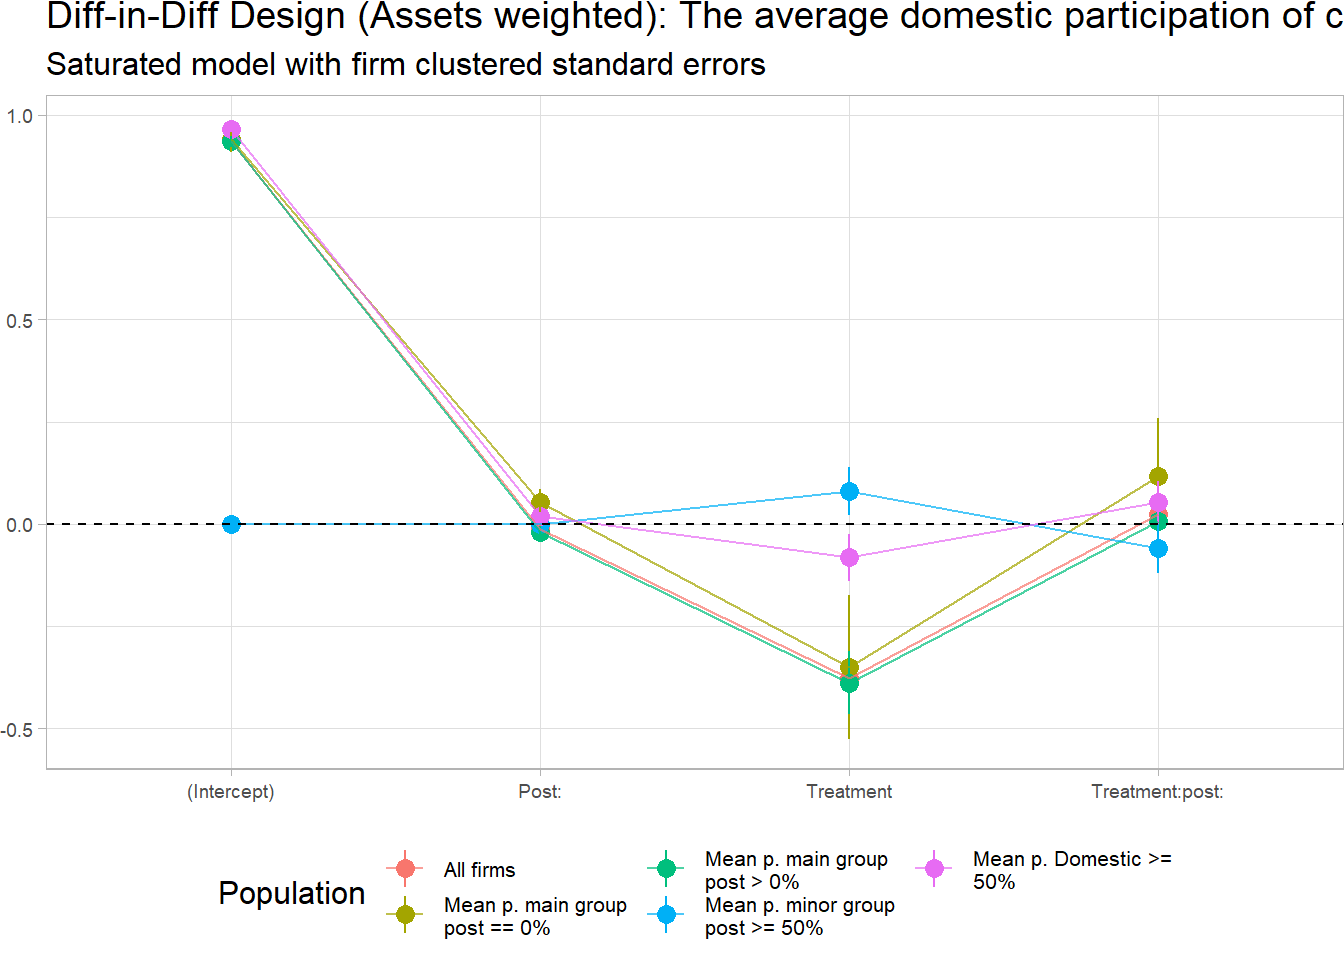 Diff-in-Diff Design (Assets weighted): The average domestic participation of c
Saturated model with firm clustered standard errors
1.0
0.5
0.0
-0.5
(Intercept)
Post:
Treatment
Treatment:post:
Population
All firms
Mean p. main group
post == 0%
Mean p. main group
post > 0%
Mean p. minor group
post >= 50%
Mean p. Domestic >=
50%